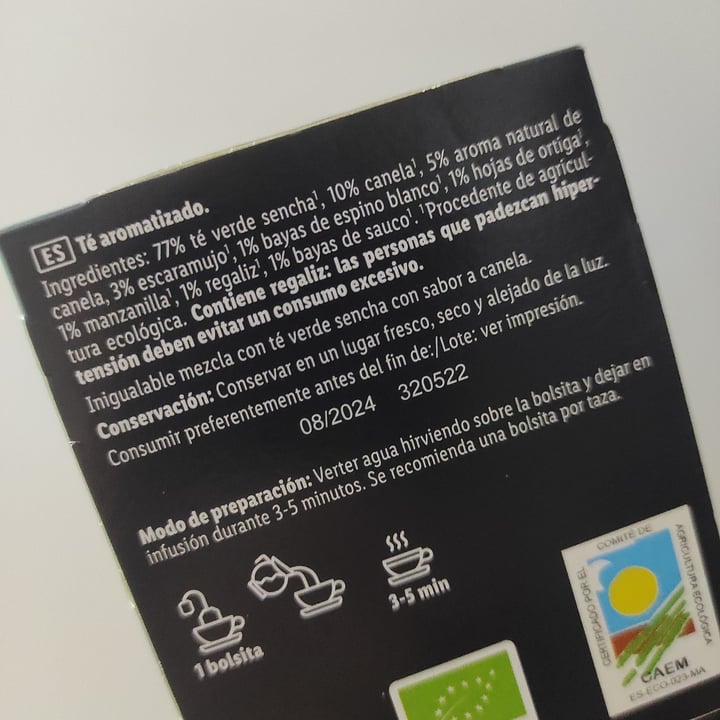 ES Té aromatizado.
Ingredientes: 77% té verde sencha¹, 10% canela¹, 5% aroma natural de
canela, 3% escaramujo¹, 1% bayas de espino blanco¹, 1% hojas de ortiga¹,
1% manzanilla¹, 1% regaliz¹, 1% bayas de sauco¹. ¹Procedente de agricul-
tura ecológica. Contiene regaliz: las personas que padezcan hiper-
tensión deben evitar un consumo excesivo.
Inigualable mezcla con té verde sencha con sabor a canela.
Conservación: Conservar en un lugar fresco, seco y alejado de la luz.
Consumir preferentemente antes del fin de:/Lote: ver impresión.
08/2024 320522
Modo de preparación: Verter agua hirviendo sobre la bolsita y dejar en
infusión durante 3-5 minutos. Se recomienda una bolsita por taza.
1 bolsita
3-5 min
CERTIFICADO POR EL
COMITÉ DE
AGRICULTURA ECOLÓGICA
CAEM
ES-ECO-023-MA